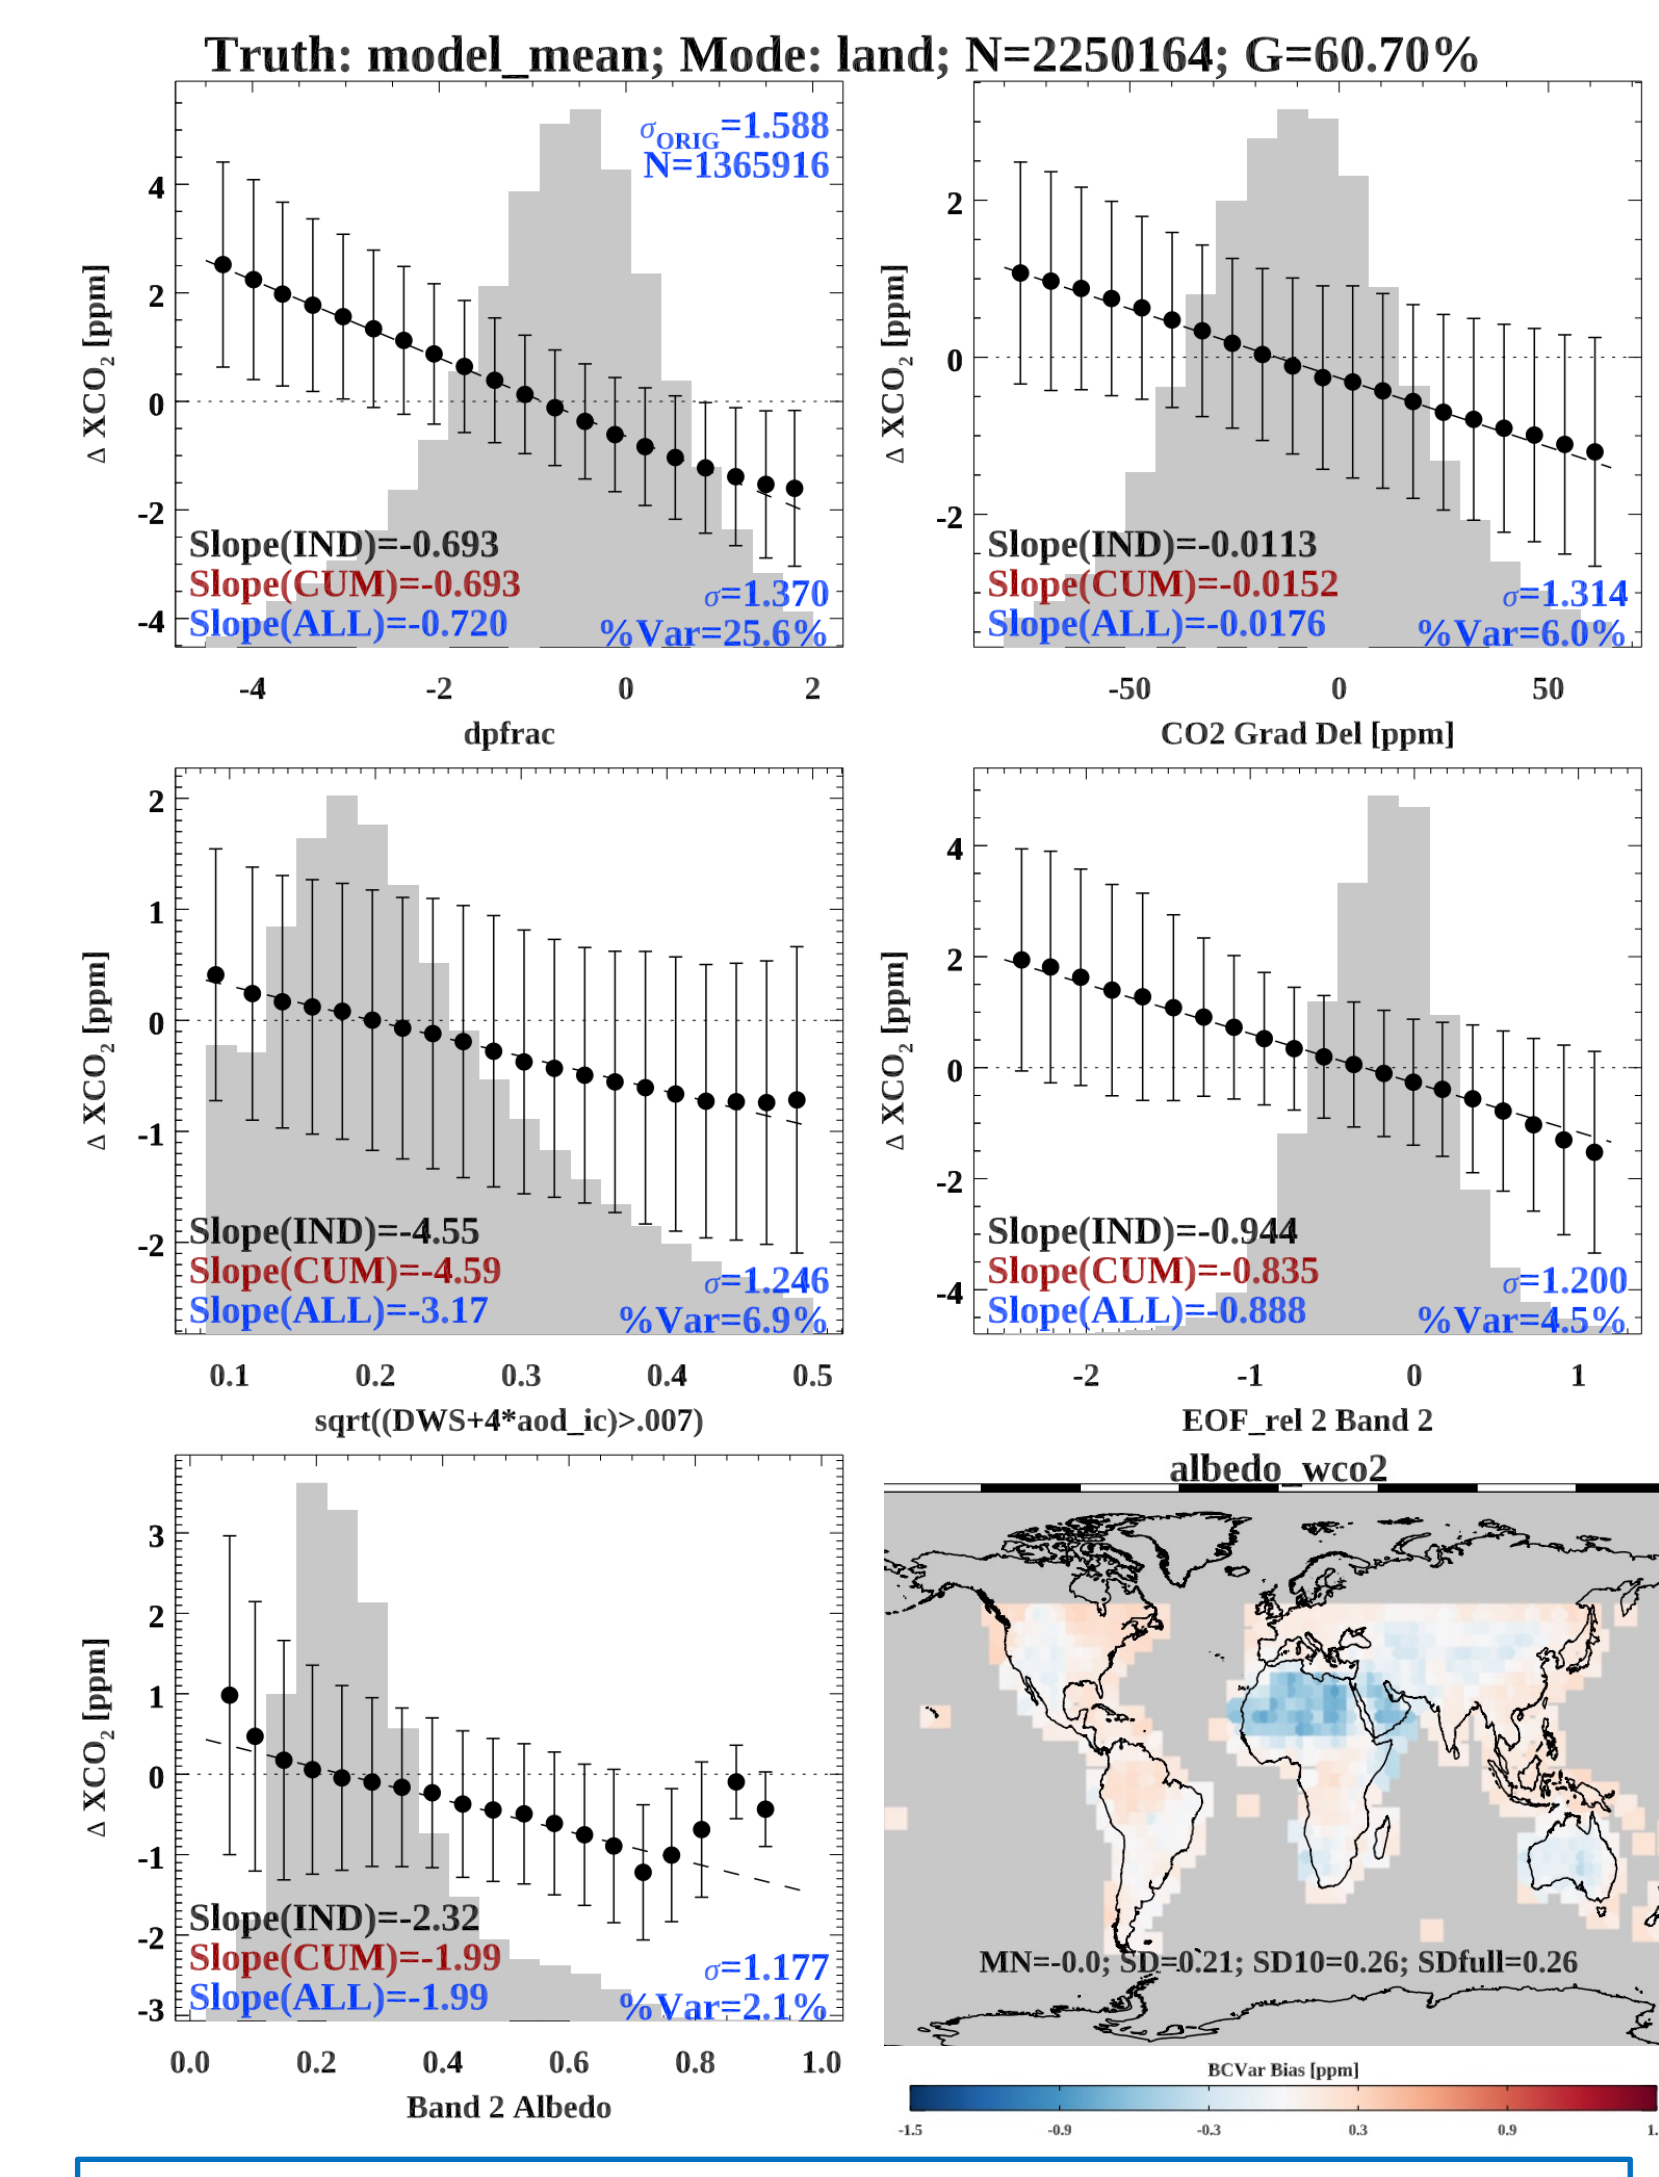 Truth: model_mean; Mode: land; N=2250164; G=60.70%
σORIG=1.588
N=1365916
Δ XCO2 [ppm]
4
2
0
-2
-4
Slope(IND)=-0.693
Slope(CUM)=-0.693
Slope(ALL)=-0.720
σ=1.370
%Var=25.6%
-4 -2 0 2
dpfrac
Δ XCO2 [ppm]
2
0
-2
Slope(IND)=-0.0113
Slope(CUM)=-0.0152
Slope(ALL)=-0.0176
σ=1.314
%Var=6.0%
-50 0 50
CO2 Grad Del [ppm]
Δ XCO2 [ppm]
2
1
0
-1
-2
Slope(IND)=-4.55
Slope(CUM)=-4.59
Slope(ALL)=-3.17
σ=1.246
%Var=6.9%
0.1 0.2 0.3 0.4 0.5
sqrt((DWS+4*aod_ic)>.007)
Δ XCO2 [ppm]
4
2
0
-2
-4
Slope(IND)=-0.944
Slope(CUM)=-0.835
Slope(ALL)=-0.888
σ=1.200
%Var=4.5%
-2 -1 0 1
EOF_rel 2 Band 2
Δ XCO2 [ppm]
3
2
1
0
-1
-2
-3
Slope(IND)=-2.32
Slope(CUM)=-1.99
Slope(ALL)=-1.99
σ=1.177
%Var=2.1%
0.0 0.2 0.4 0.6 0.8 1.0
Band 2 Albedo
albedo_wco2
MN=-0.0; SD=0.21; SD10=0.26; SDfull=0.26
BCVar Bias [ppm]
-1.5 -0.9 -0.3 0.3 0.9 1.